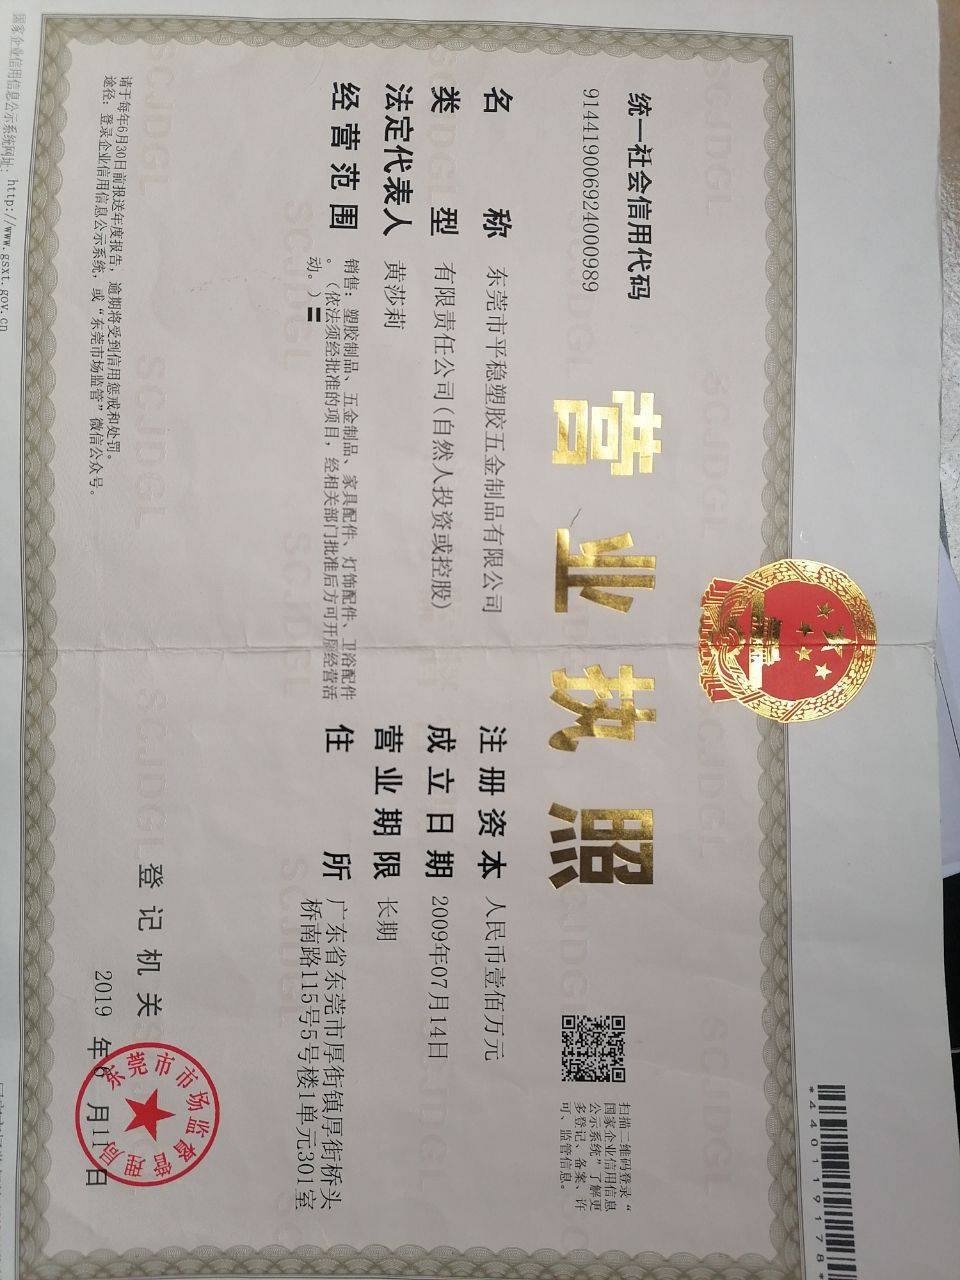 *4401191178*
统一社会信用代码
914419006924000989
营业执照
扫描二维码登录“
国家企业信用信息
公示系统”了解更
多登记、备案、许
可、监管信息。
名称 东莞市平稳塑胶五金制品有限公司
类型 有限责任公司(自然人投资或控股)
法定代表人 黄莎莉
经营范围 销售：塑胶制品、五金制品、家具配件、灯饰配件、卫浴配件
。（依法须经批准的项目，经相关部门批准后方可开展经营活
动。）〓
注册资本 人民币壹佰万元
成立日期 2009年07月14日
营业期限 长期
住所 广东省东莞市厚街镇厚街桥头
桥南路115号5号楼1单元301室
登记机关
东莞市市场监督管理局
2019 年 6 月 11 日
请于每年6月30日前报送年度报告，逾期将受到信用惩戒和处罚。
途径：登录企业信用信息公示系统，或“东莞市场监管”微信公众号。
国家企业信用信息公示系统网址: http://www.gsxt.gov.cn
SCJDGL